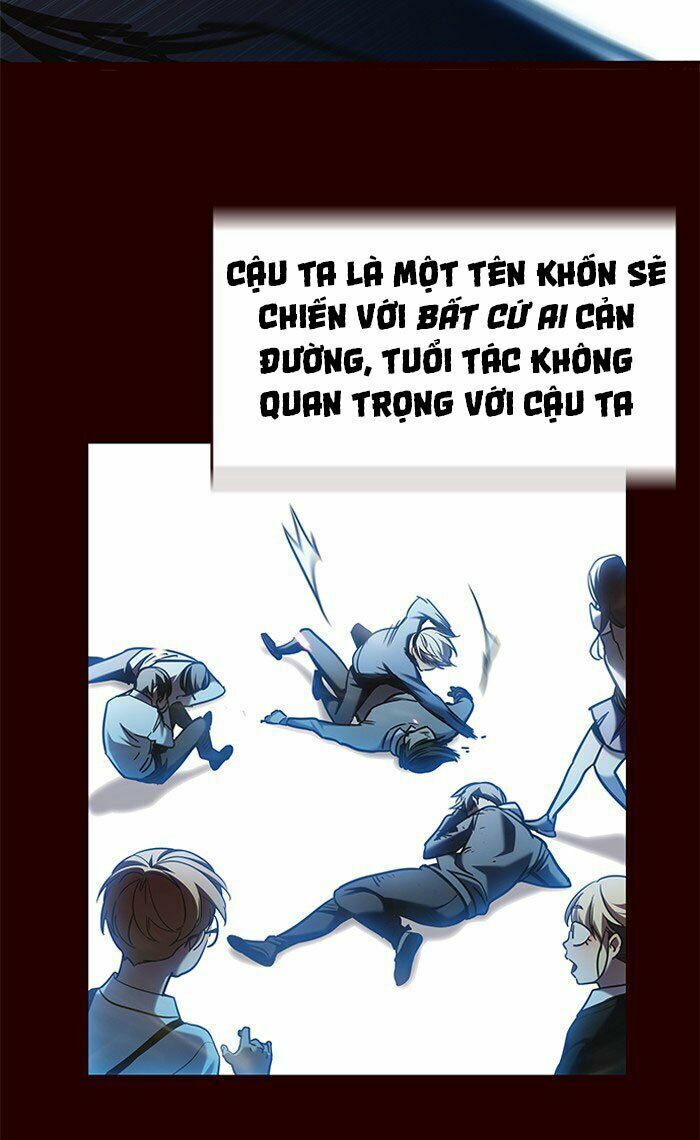 CẬU TA LÀ MỘT TÊN KHỐN SẼ
CHIẾN VỚI BẤT CỨ AI CẢN
ĐƯỜNG, TUỔI TÁC KHÔNG
QUAN TRỌNG VỚI CẬU TA